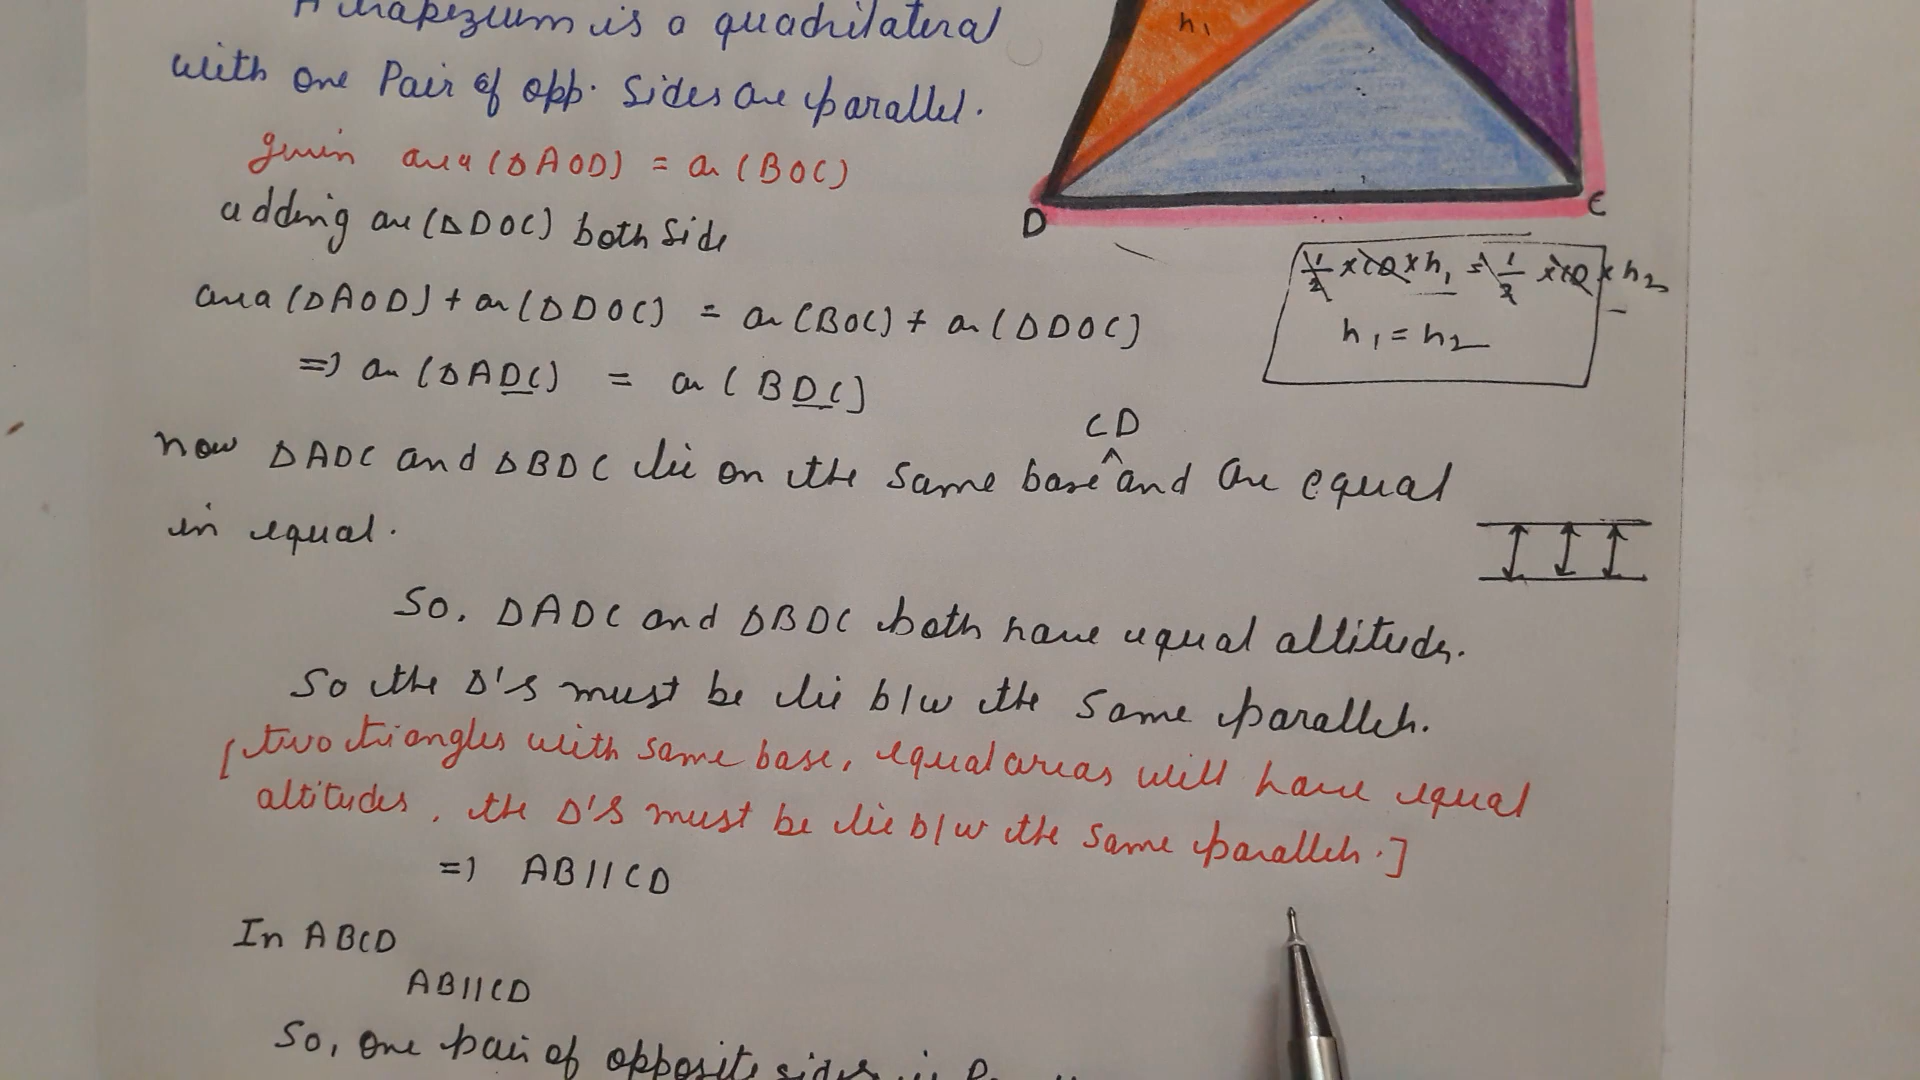 A trapezium is a quadrilateral
with one Pair of opp. Sides are parallel.
given area (ΔAOD) = ar (BOC)
adding are (ΔDOC) both Side
area (ΔAOD) + ar (ΔDOC) = ar (BOC) + ar (ΔDOC)
=> ar (ΔADC) = ar (BDC)
CD
now ΔADC and ΔBDC lie on the same base ^ and are equal
in equal.
So, ΔADC and ΔBDC both have equal altitude.
So the Δ's must be lie b/w the same parallels.
[two triangles with same base, equal areas will have equal
altitudes, the Δ's must be lie b/w the same parallels.]
=> AB||CD
In ABCD
AB||CD
So, one pair of opposite sides is
h₁
D
C
1/2 x CD x h₁ = 1/2 x CD x h₂
h₁ = h₂